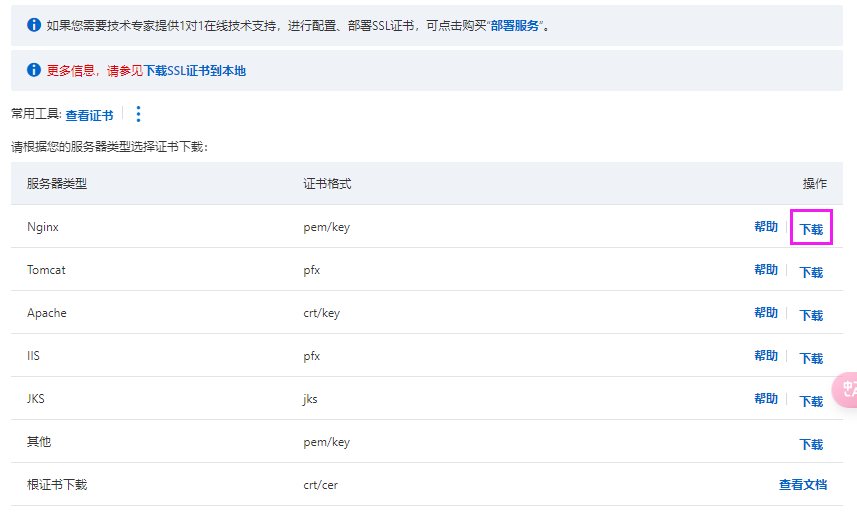 如果您需要技术专家提供1对1在线技术支持，进行配置、部署SSL证书，可点击购买“部署服务”。
更多信息，请参见下载SSL证书到本地
常用工具: 查看证书
请根据您的服务器类型选择证书下载：
服务器类型 证书格式 操作
Nginx pem/key 帮助 下载
Tomcat pfx 帮助 下载
Apache crt/key 帮助 下载
IIS pfx 帮助 下载
JKS jks 帮助 下载
其他 pem/key 下载
根证书下载 crt/cer 查看文档